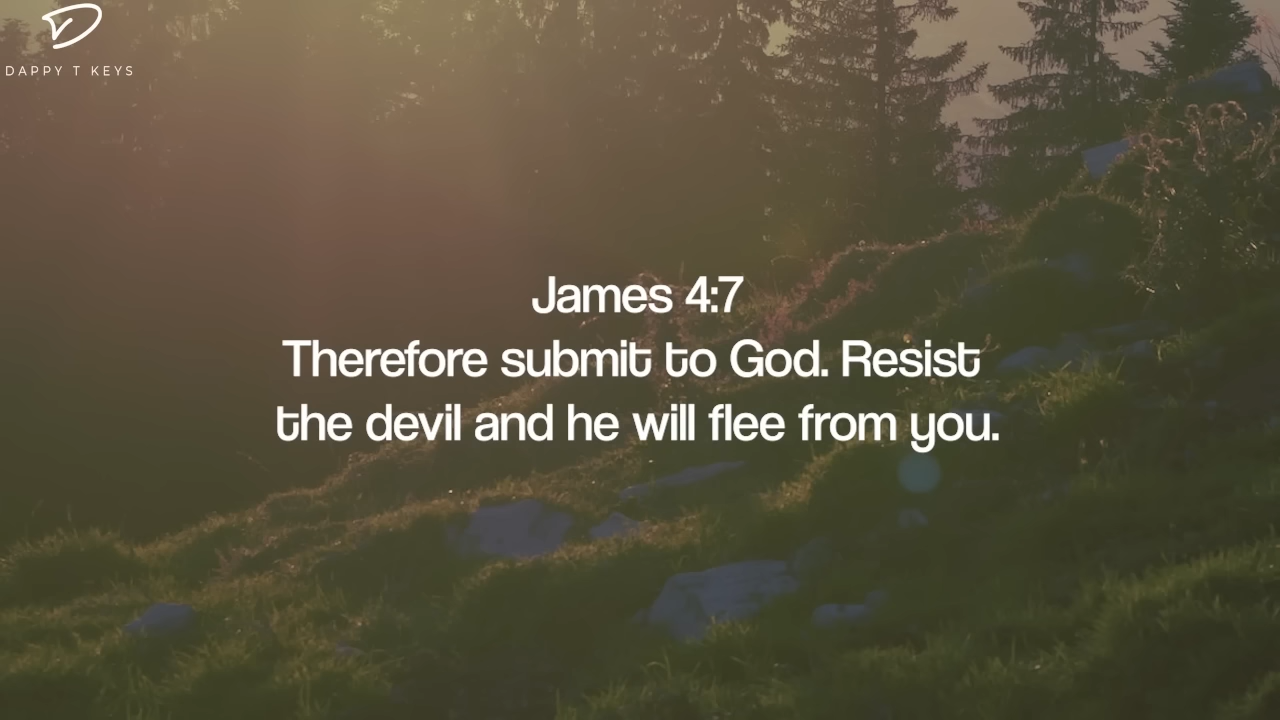 DAPPY T KEYS
James 4:7
Therefore submit to God. Resist
the devil and he will flee from you.